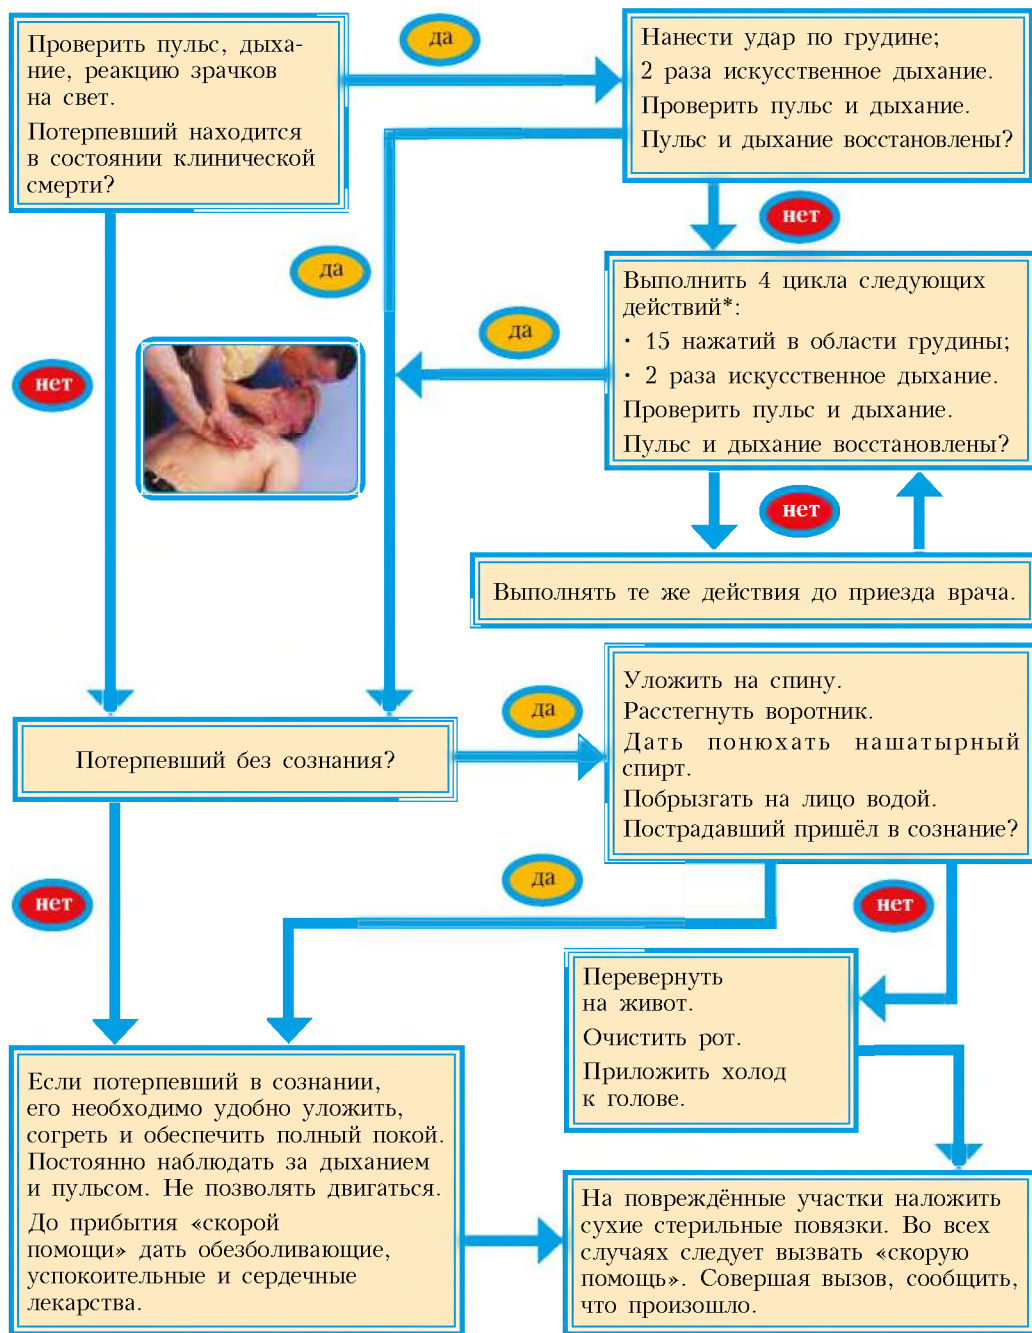 Проверить пульс, дыха-
ние, реакцию зрачков
на свет.
Потерпевший находится
в состоянии клинической
смерти?
да
Нанести удар по грудине;
2 раза искусственное дыхание.
Проверить пульс и дыхание.
Пульс и дыхание восстановлены?
нет
да
Выполнить 4 цикла следующих
действий*:
• 15 нажатий в области грудины;
• 2 раза искусственное дыхание.
Проверить пульс и дыхание.
Пульс и дыхание восстановлены?
да
нет
нет
Выполнять те же действия до приезда врача.
Потерпевший без сознания?
да
Уложить на спину.
Расстегнуть воротник.
Дать понюхать нашатырный
спирт.
Побрызгать на лицо водой.
Пострадавший пришёл в сознание?
нет
да
нет
Перевернуть
на живот.
Очистить рот.
Приложить холод
к голове.
Если потерпевший в сознании,
его необходимо удобно уложить,
согреть и обеспечить полный покой.
Постоянно наблюдать за дыханием
и пульсом. Не позволять двигаться.
До прибытия «скорой
помощи» дать обезболивающие,
успокоительные и сердечные
лекарства.
На повреждённые участки наложить
сухие стерильные повязки. Во всех
случаях следует вызвать «скорую
помощь». Совершая вызов, сообщить,
что произошло.